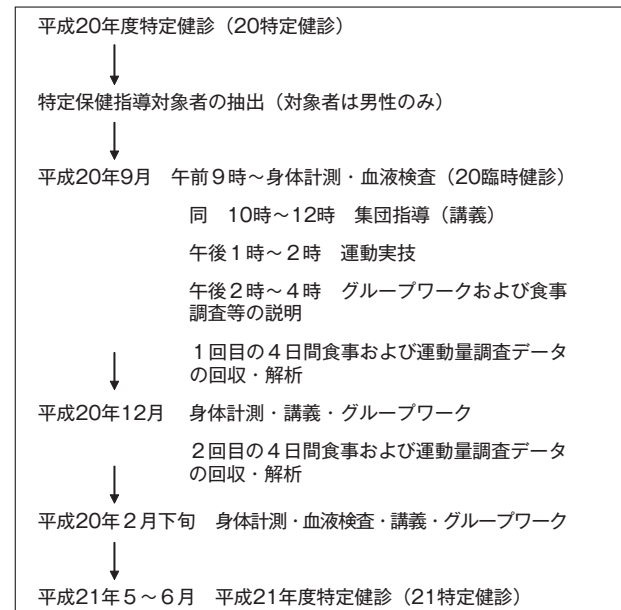 平成20年度特定健診（20特定健診）
特定保健指導対象者の抽出（対象者は男性のみ）
平成20年9月　午前9時～身体計測・血液検査（20臨時健診）
同　10時～12時　集団指導（講義）
午後1時～2時　運動実技
午後2時～4時　グループワークおよび食事
調査等の説明
1回目の4日間食事および運動量調査データ
の回収・解析
平成20年12月　身体計測・講義・グループワーク
2回目の4日間食事および運動量調査データ
の回収・解析
平成20年2月下旬　身体計測・血液検査・講義・グループワーク
平成21年5～6月　平成21年度特定健診（21特定健診）